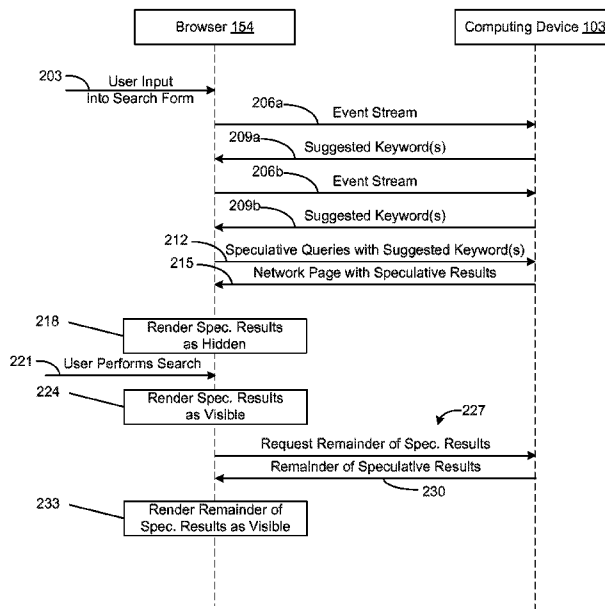 Browser 154
Computing Device 103
203
User Input
into Search Form
206a
Event Stream
209a
Suggested Keyword(s)
206b
Event Stream
209b
Suggested Keyword(s)
212
Speculative Queries with Suggested Keyword(s)
215
Network Page with Speculative Results
218
Render Spec. Results
as Hidden
221
User Performs Search
224
Render Spec. Results
as Visible
227
Request Remainder of Spec. Results
Remainder of Speculative Results
230
233
Render Remainder of
Spec. Results as Visible